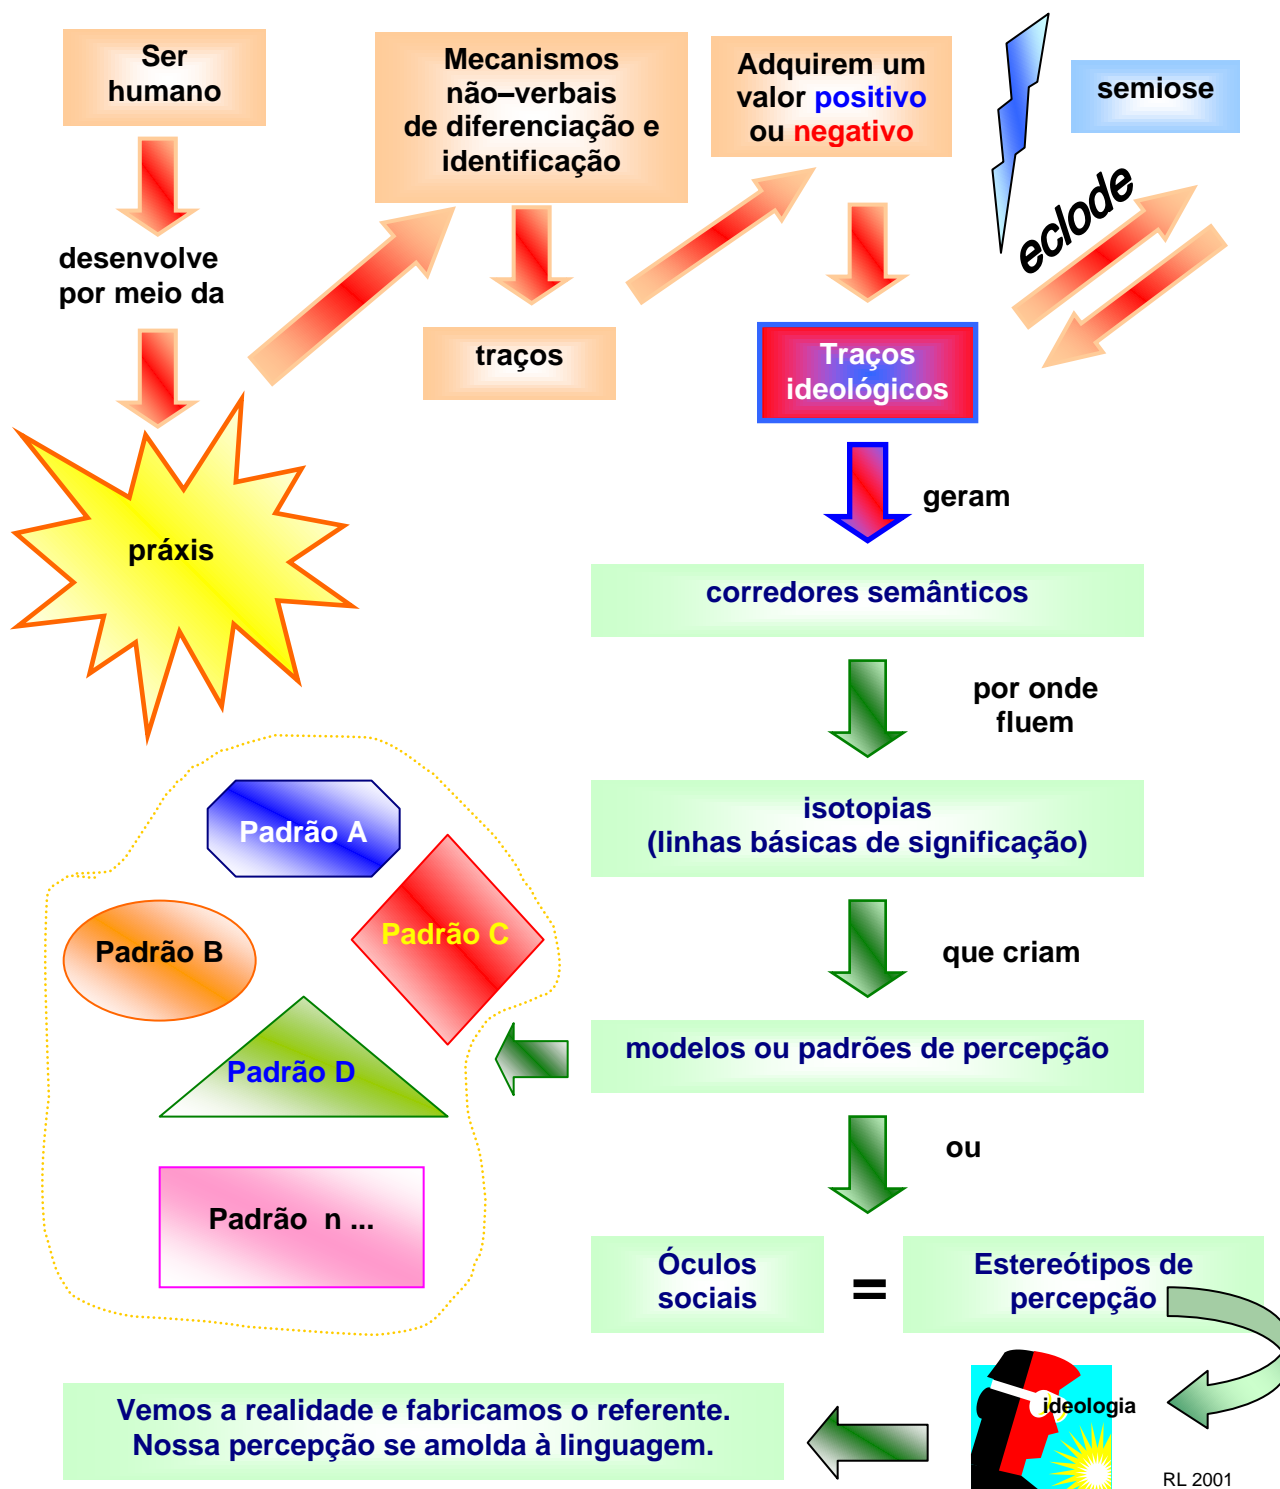 Ser
humano
desenvolve
por meio da
práxis
Mecanismos
não–verbais
de diferenciação e
identificação
traços
Adquirem um
valor positivo
ou negativo
Traços
ideológicos
eclode
semiose
geram
corredores semânticos
por onde
fluem
isotopias
(linhas básicas de significação)
que criam
modelos ou padrões de percepção
Padrão A
Padrão B
Padrão C
Padrão D
Padrão n ...
ou
Óculos
sociais
=
Estereótipos de
percepção
ideologia
Vemos a realidade e fabricamos o referente.
Nossa percepção se amolda à linguagem.
RL 2001